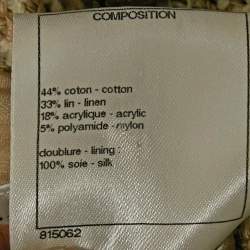 COMPOSITION
44% coton - cotton
33% lin - linen
18% acrylique - acrylic
5% polyamide - nylon
doublure - lining :
100% soie - silk
815062